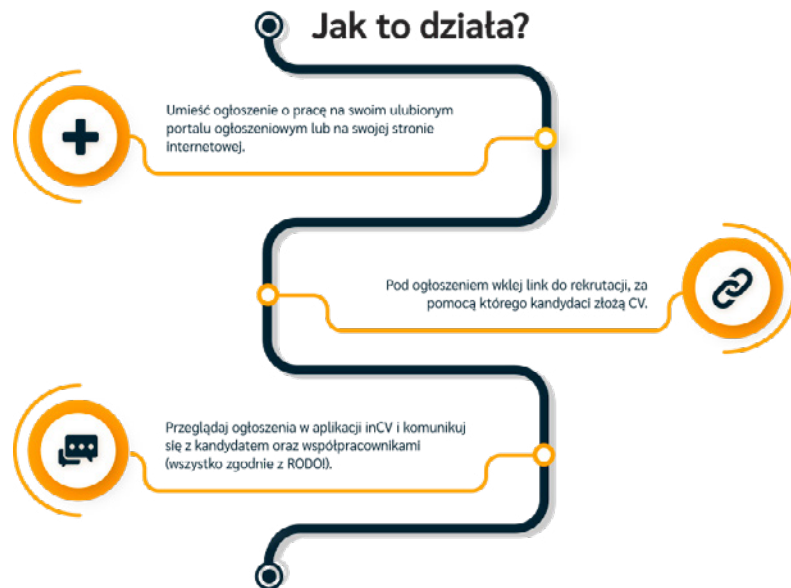 Jak to działa?
Umieść ogłoszenie o pracę na swoim ulubionym
portalu ogłoszeniowym lub na swojej stronie
internetowej.
Pod ogłoszeniem wklej link do rekrutacji, za
pomocą którego kandydaci złożą CV.
Przeglądaj ogłoszenia w aplikacji inCV i komunikuj
się z kandydatem oraz współpracownikami
(wszystko zgodnie z RODO!).